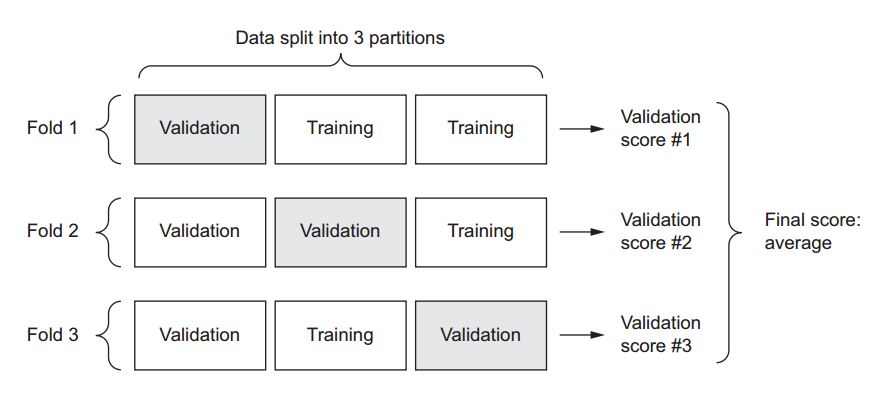 Data split into 3 partitions
Fold 1
Validation
Training
Training
Validation
score #1
Fold 2
Validation
Validation
Training
Validation
score #2
Final score:
average
Fold 3
Validation
Training
Validation
Validation
score #3